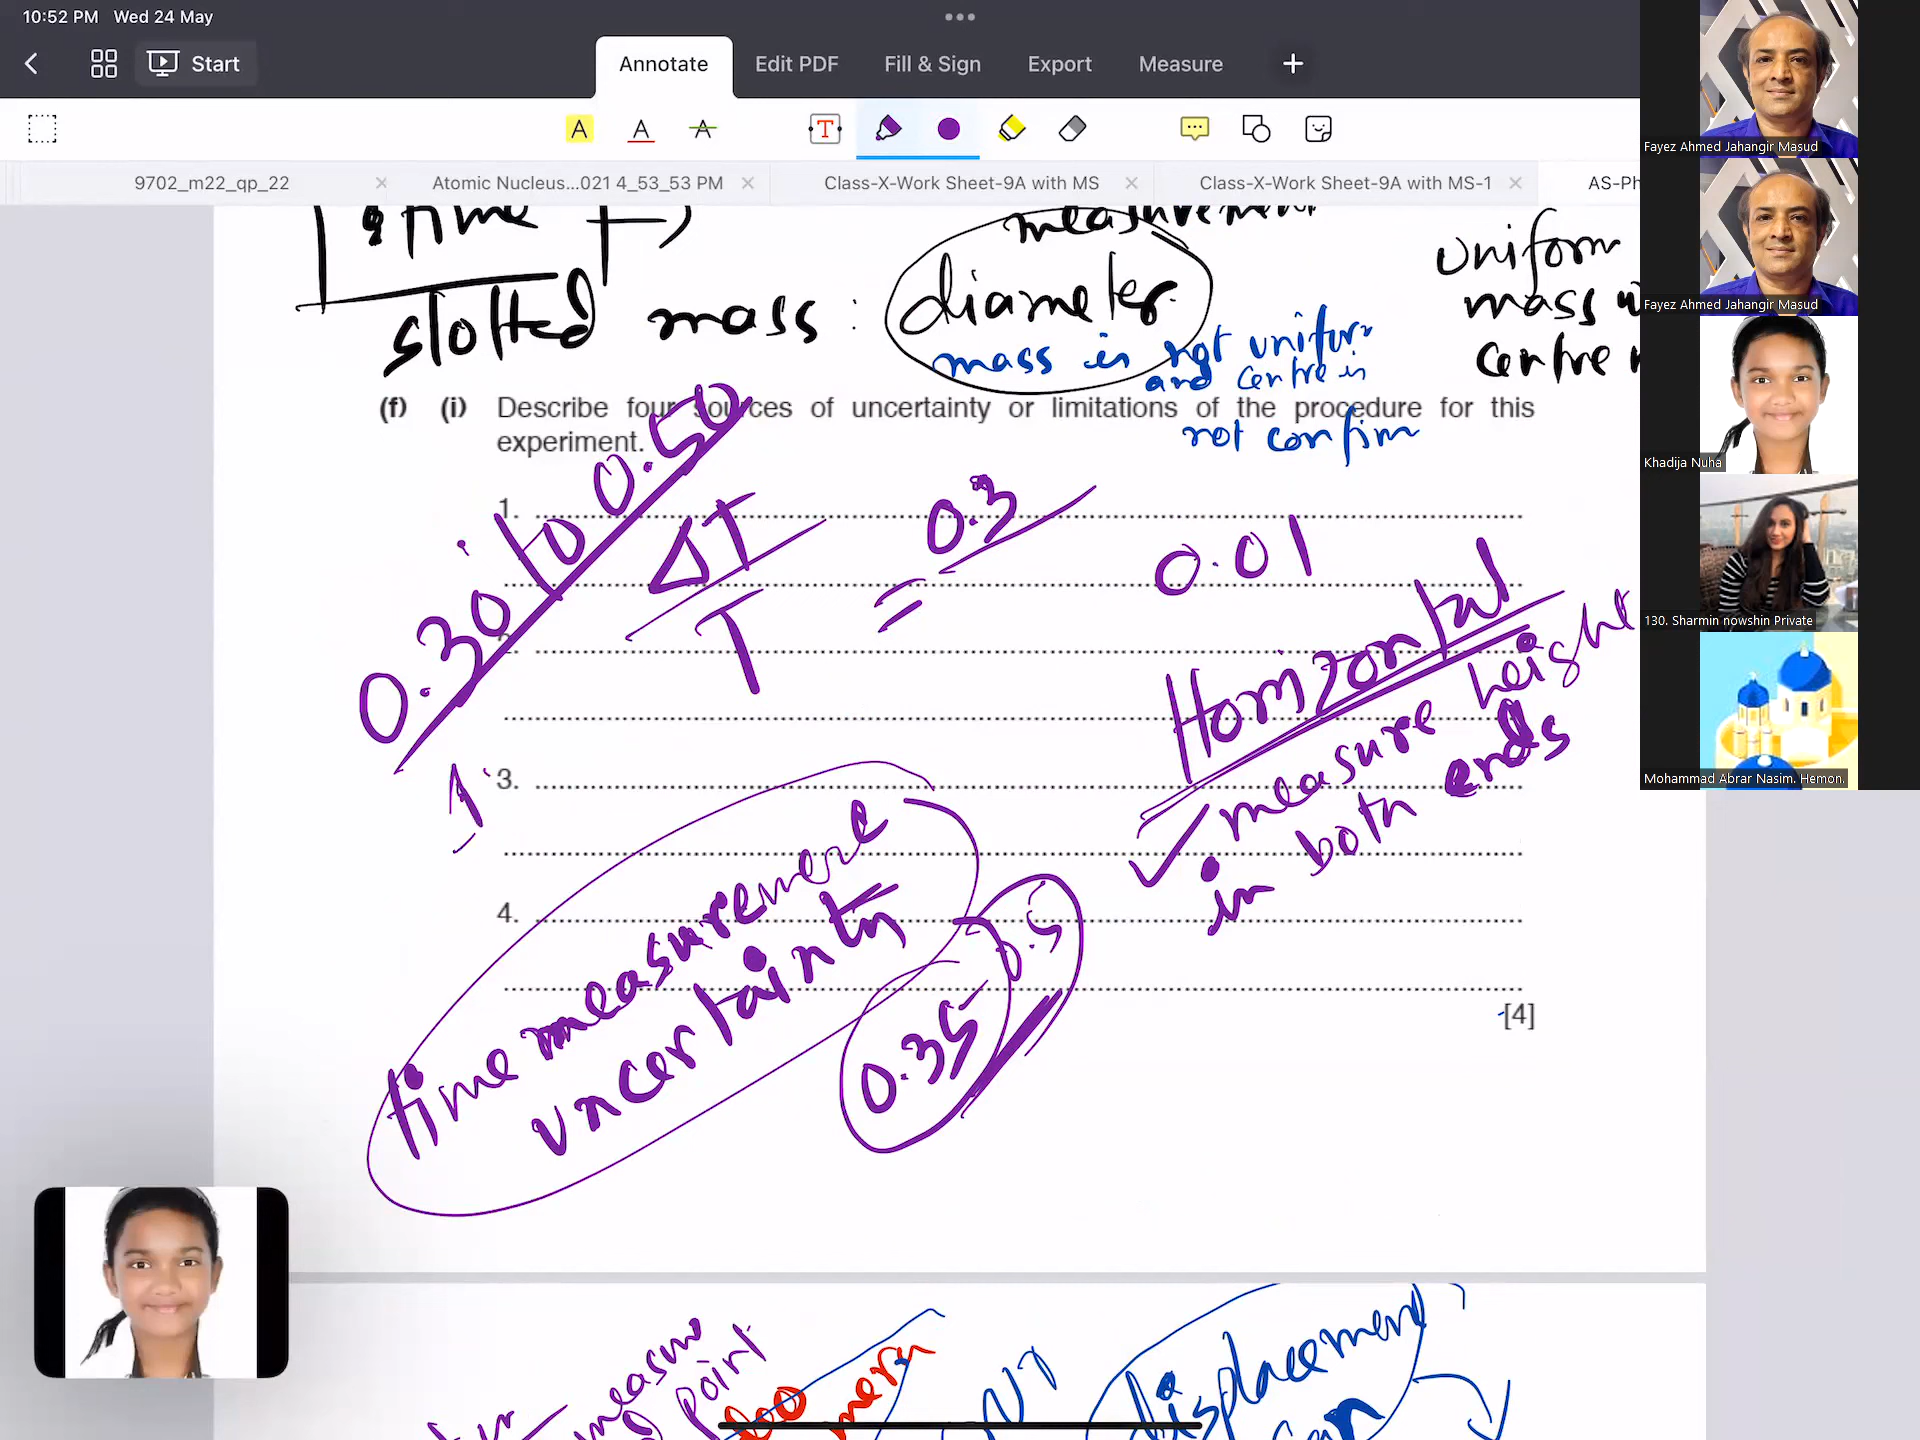 10:52 PM Wed 24 May
Start
Annotate
Edit PDF
Fill & Sign
Export
Measure
9702_m22_qp_22
Atomic Nucleus...021 4_53_53 PM
Class-X-Work Sheet-9A with MS
Class-X-Work Sheet-9A with MS-1
AS-Ph
time
measurement
slotted mass : diameter
uniform
mass
centre
mass is not uniform
and centre is
not confirm
(f) (i) Describe four sources of uncertainty or limitations of the procedure for this
experiment.
0.30 to 0.50
ΔT
T
= 0.3
0.01
1.
2.
3.
4.
Horizontal
measure height
in both ends
time measurement
uncertainty
0.35 - 0.5
[4]
measure
point
displacement
Fayez Ahmed Jahangir Masud
Fayez Ahmed Jahangir Masud
Khadija Nuha
130. Sharmin nowshin Private
Mohammad Abrar Nasim. Hemon.